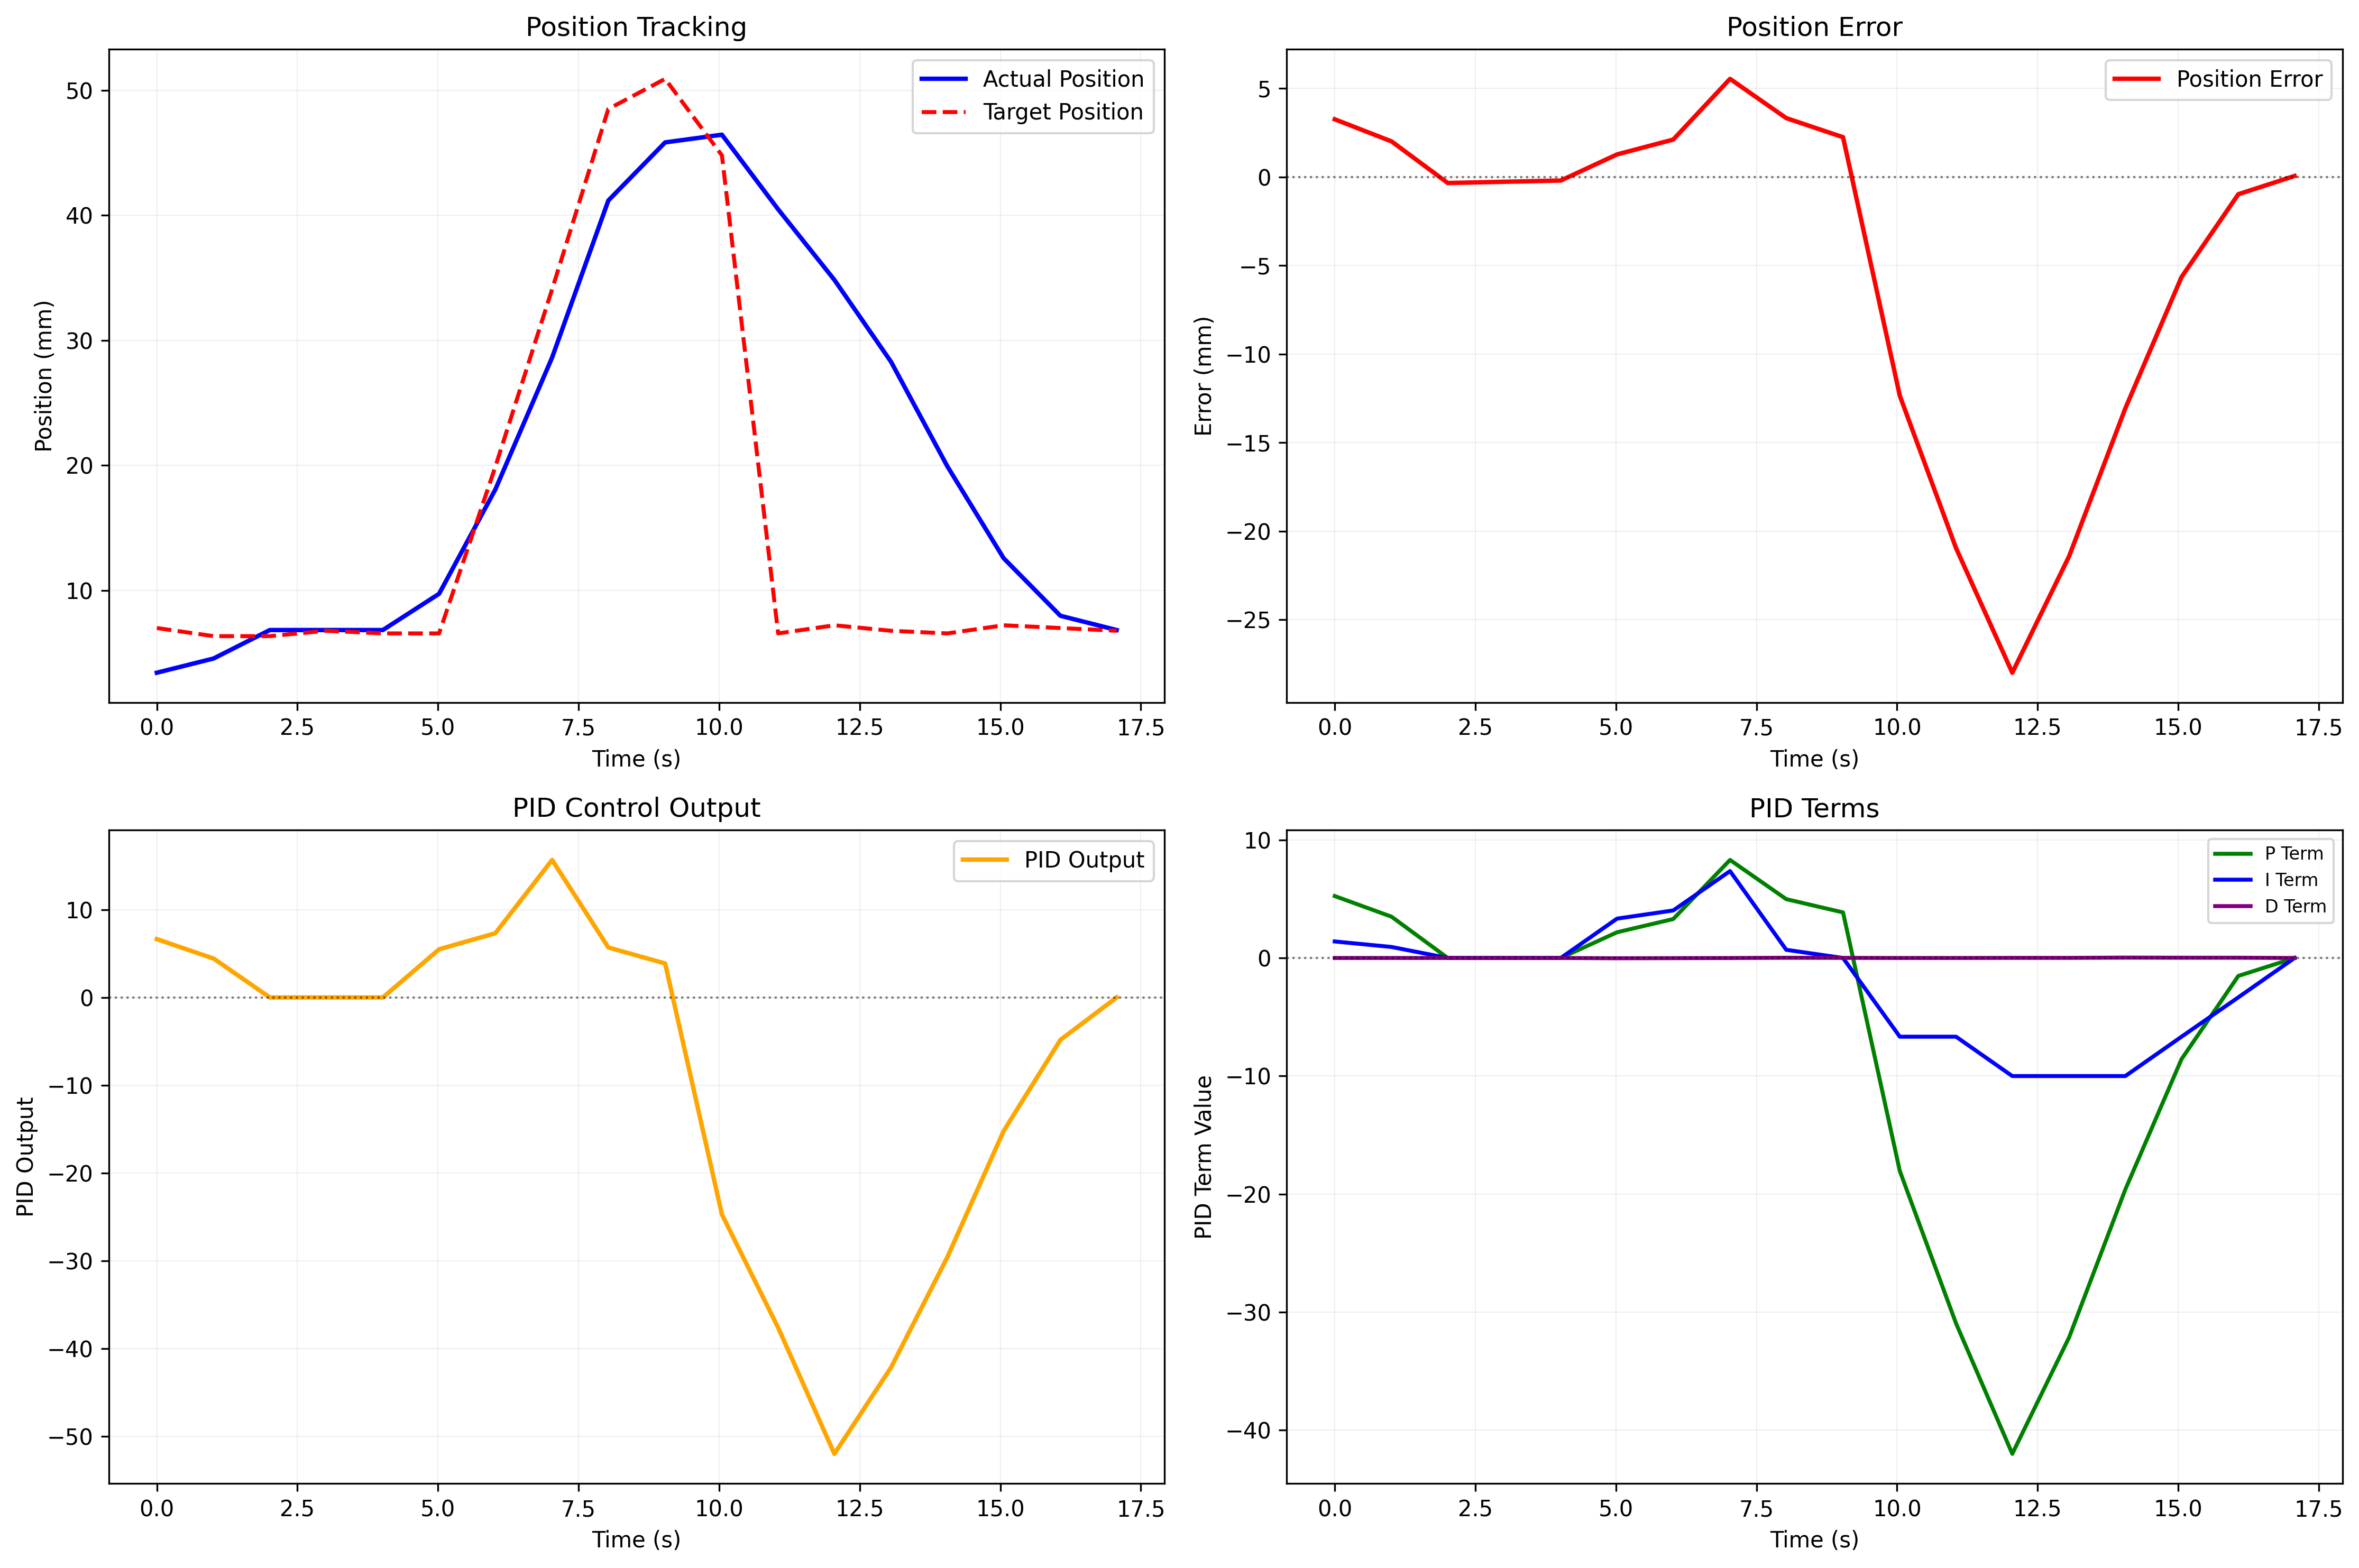 Position Tracking
Position (mm)
50
40
30
20
10
Actual Position
Target Position
0.0 2.5 5.0 7.5 10.0 12.5 15.0 17.5
Time (s)
Position Error
Error (mm)
5
0
−5
−10
−15
−20
−25
Position Error
0.0 2.5 5.0 7.5 10.0 12.5 15.0 17.5
Time (s)
PID Control Output
PID Output
10
0
−10
−20
−30
−40
−50
PID Output
0.0 2.5 5.0 7.5 10.0 12.5 15.0 17.5
Time (s)
PID Terms
PID Term Value
10
0
−10
−20
−30
−40
P Term
I Term
D Term
0.0 2.5 5.0 7.5 10.0 12.5 15.0 17.5
Time (s)